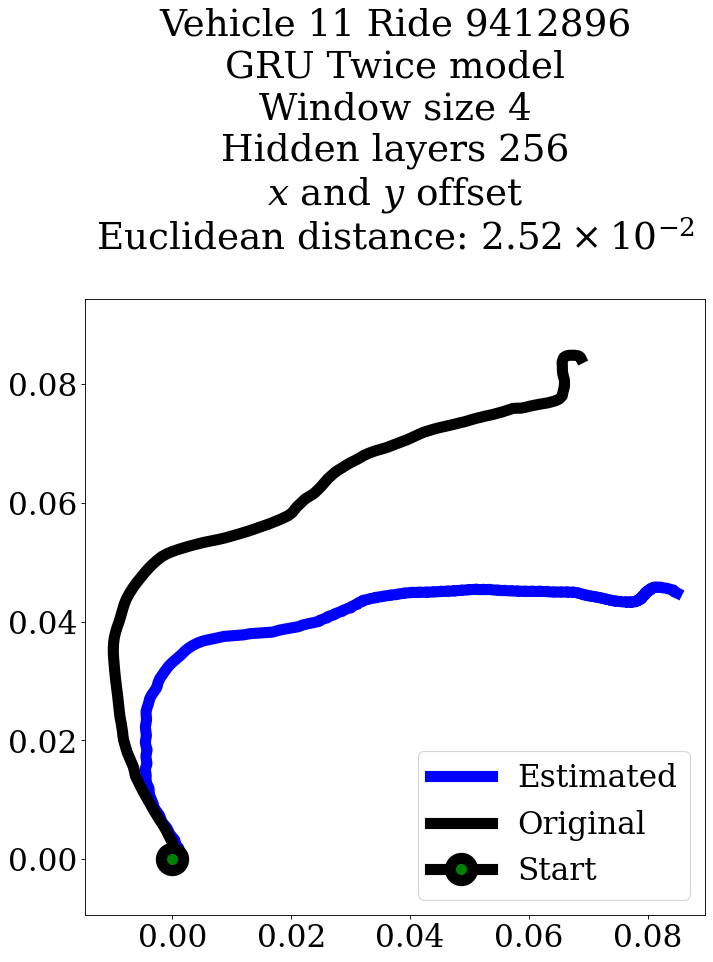 Vehicle 11 Ride 9412896
GRU Twice model
Window size 4
Hidden layers 256
x and y offset
Euclidean distance: 2.52 × 10⁻²
0.08
0.06
0.04
0.02
0.00
Estimated
Original
Start
0.00 0.02 0.04 0.06 0.08